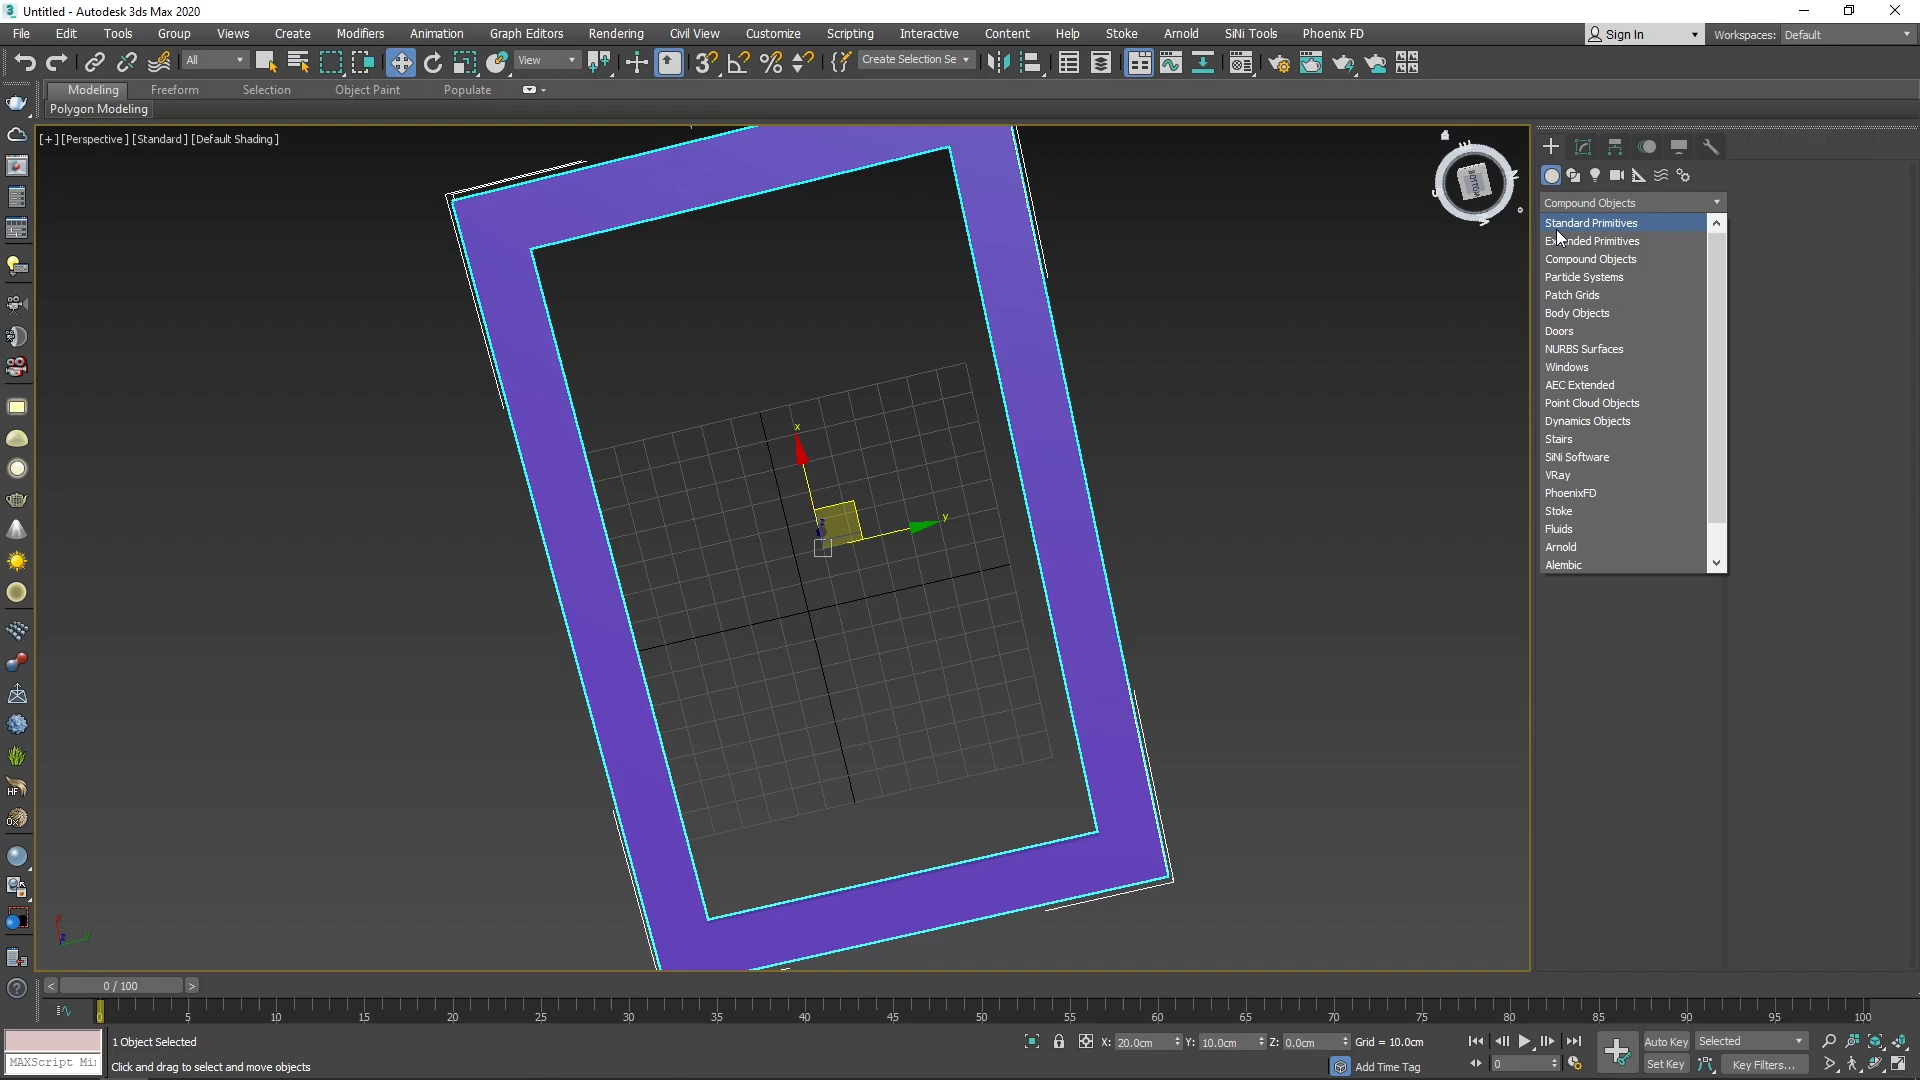 Untitled - Autodesk 3ds Max 2020
File Edit Tools Group Views Create Modifiers Animation Graph Editors Rendering Civil View Customize Scripting Interactive Content Help Stoke Arnold SiNi Tools Phoenix FD Sign In Workspaces: Default
All View Create Selection Se
Modeling Freeform Selection Object Paint Populate
Polygon Modeling
[+] [Perspective] [Standard] [Default Shading]
BOTTOM
Compound Objects
Standard Primitives
Extended Primitives
Compound Objects
Particle Systems
Patch Grids
Body Objects
Doors
NURBS Surfaces
Windows
AEC Extended
Point Cloud Objects
Dynamics Objects
Stairs
SiNi Software
VRay
PhoenixFD
Stoke
Fluids
Arnold
Alembic
x
y
z
0 / 100
0 5 10 15 20 25 30 35 40 45 50 55 60 65 70 75 80 85 90 95 100
1 Object Selected X: 20.0cm Y: 10.0cm Z: 0.0cm Grid = 10.0cm Auto Key Selected
MAXScript Mi Click and drag to select and move objects Add Time Tag 0 Set Key Key Filters...